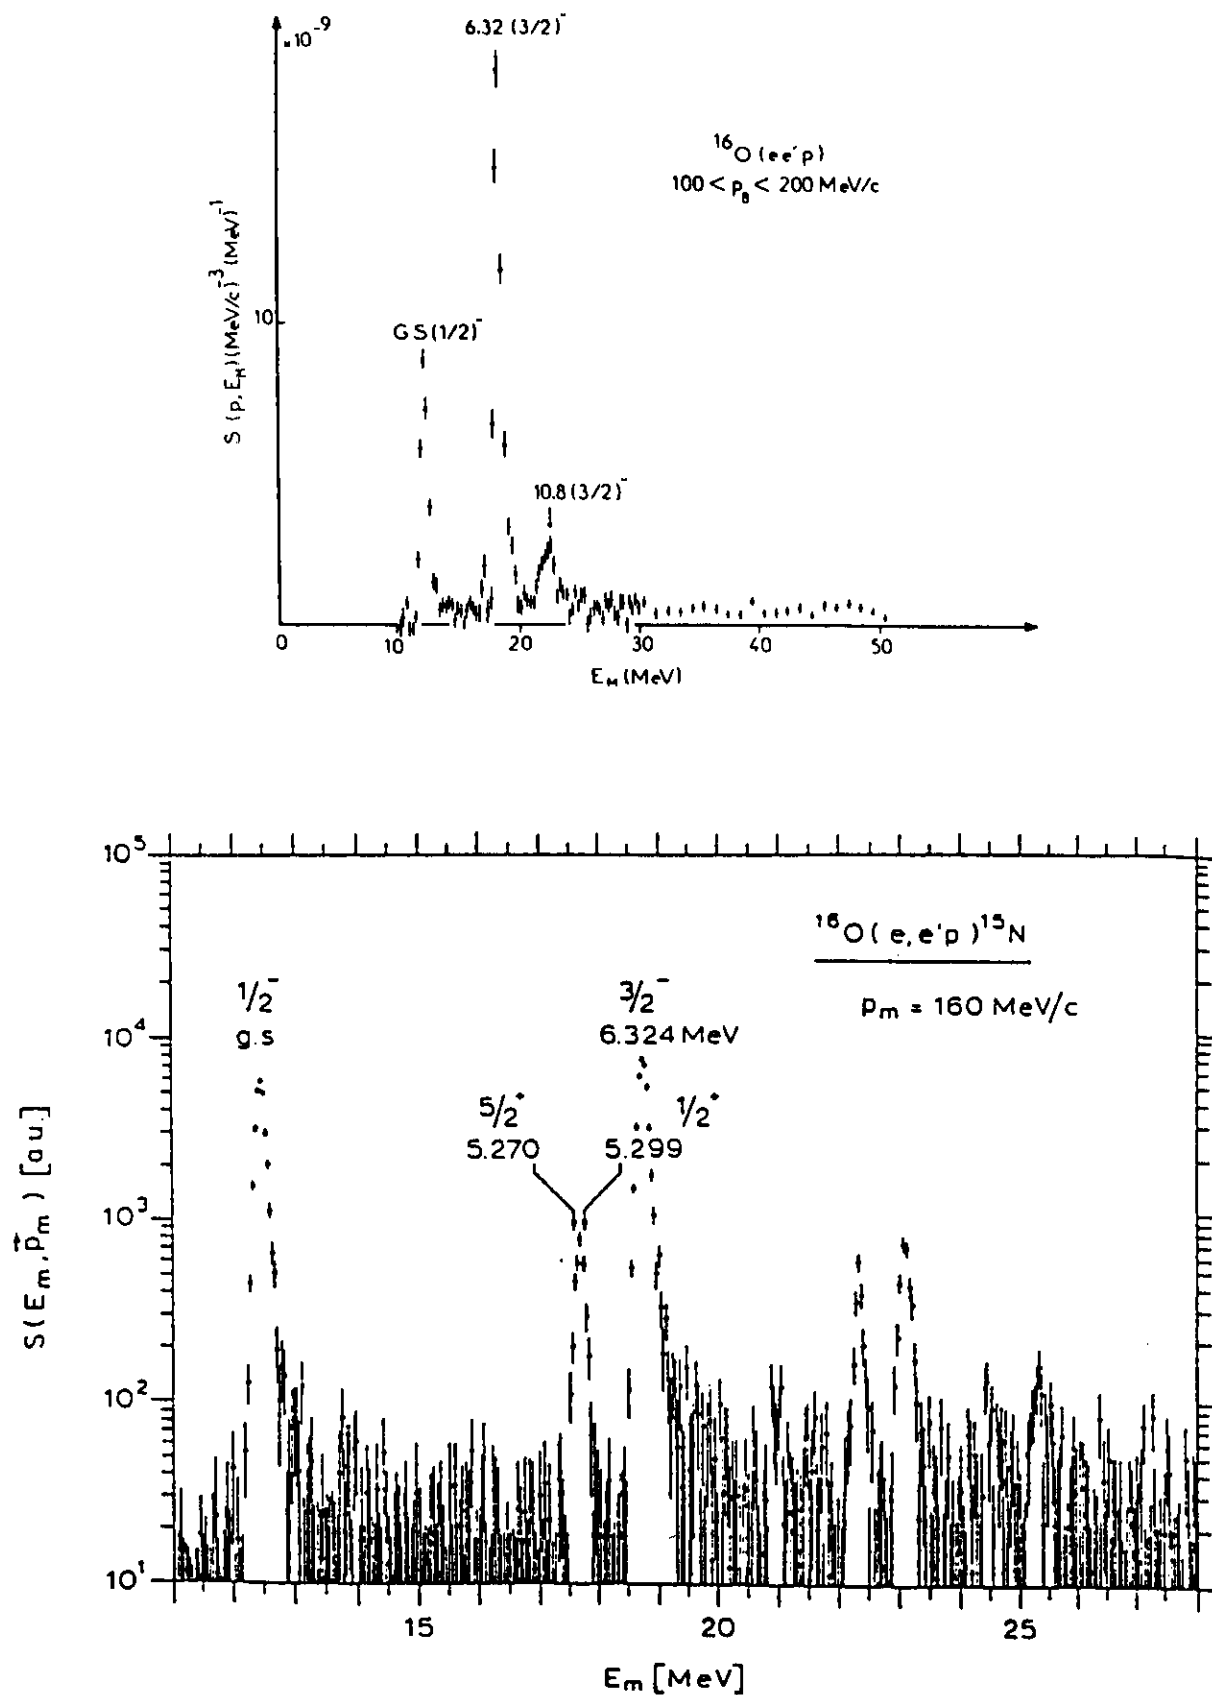 ×10⁻⁹
6.32 (3/2)⁻
¹⁶O (ee'p)
100 < p_B < 200 MeV/c
S (p, E_M) (MeV/c)⁻³ (MeV)⁻¹
10
G S (1/2)⁻
10.8 (3/2)⁻
0 10 20 30 40 50
E_M (MeV)
10⁵
¹⁶O ( e, e'p ) ¹⁵N
p_m = 160 MeV/c
1/2⁻ 3/2⁻
10⁴ g.s 6.324 MeV
5/2⁺ 1/2⁺
5.270 5.299
S(E_m, p⃗_m) [a.u.]
10³
10²
10¹
15 20 25
E_m [MeV]